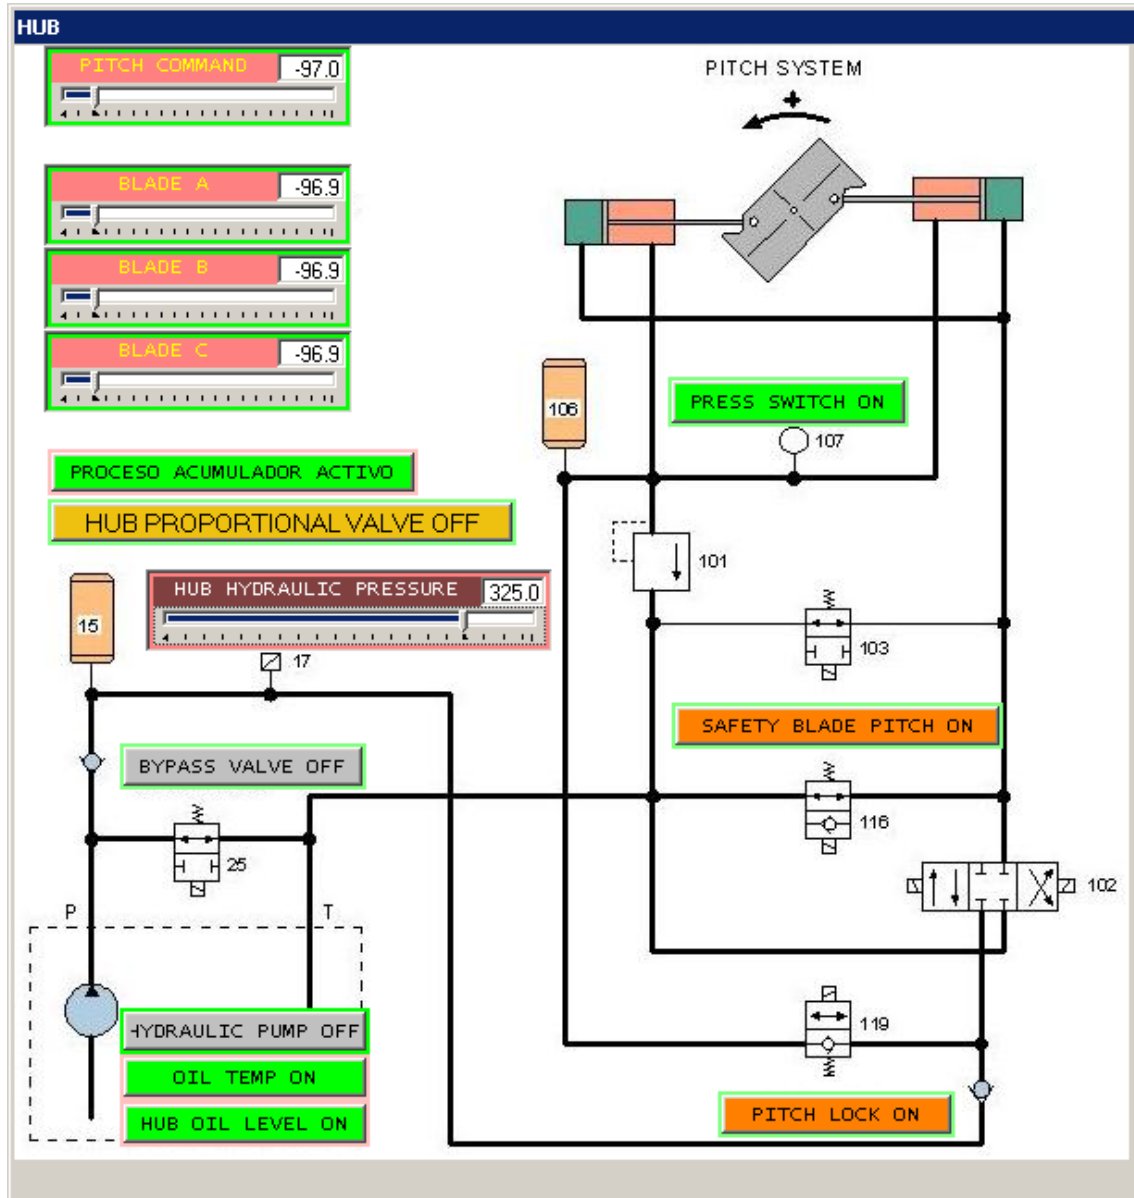 HUB
PITCH COMMAND -97.0
PITCH SYSTEM
+
BLADE A -96.9
BLADE B -96.9
BLADE C -96.9
106
PRESS SWITCH ON
107
PROCESO ACUMULADOR ACTIVO
HUB PROPORTIONAL VALVE OFF
101
HUB HYDRAULIC PRESSURE 325.0
15
17
103
SAFETY BLADE PITCH ON
BYPASS VALVE OFF
116
25
102
P T
HYDRAULIC PUMP OFF
119
OIL TEMP ON
PITCH LOCK ON
HUB OIL LEVEL ON